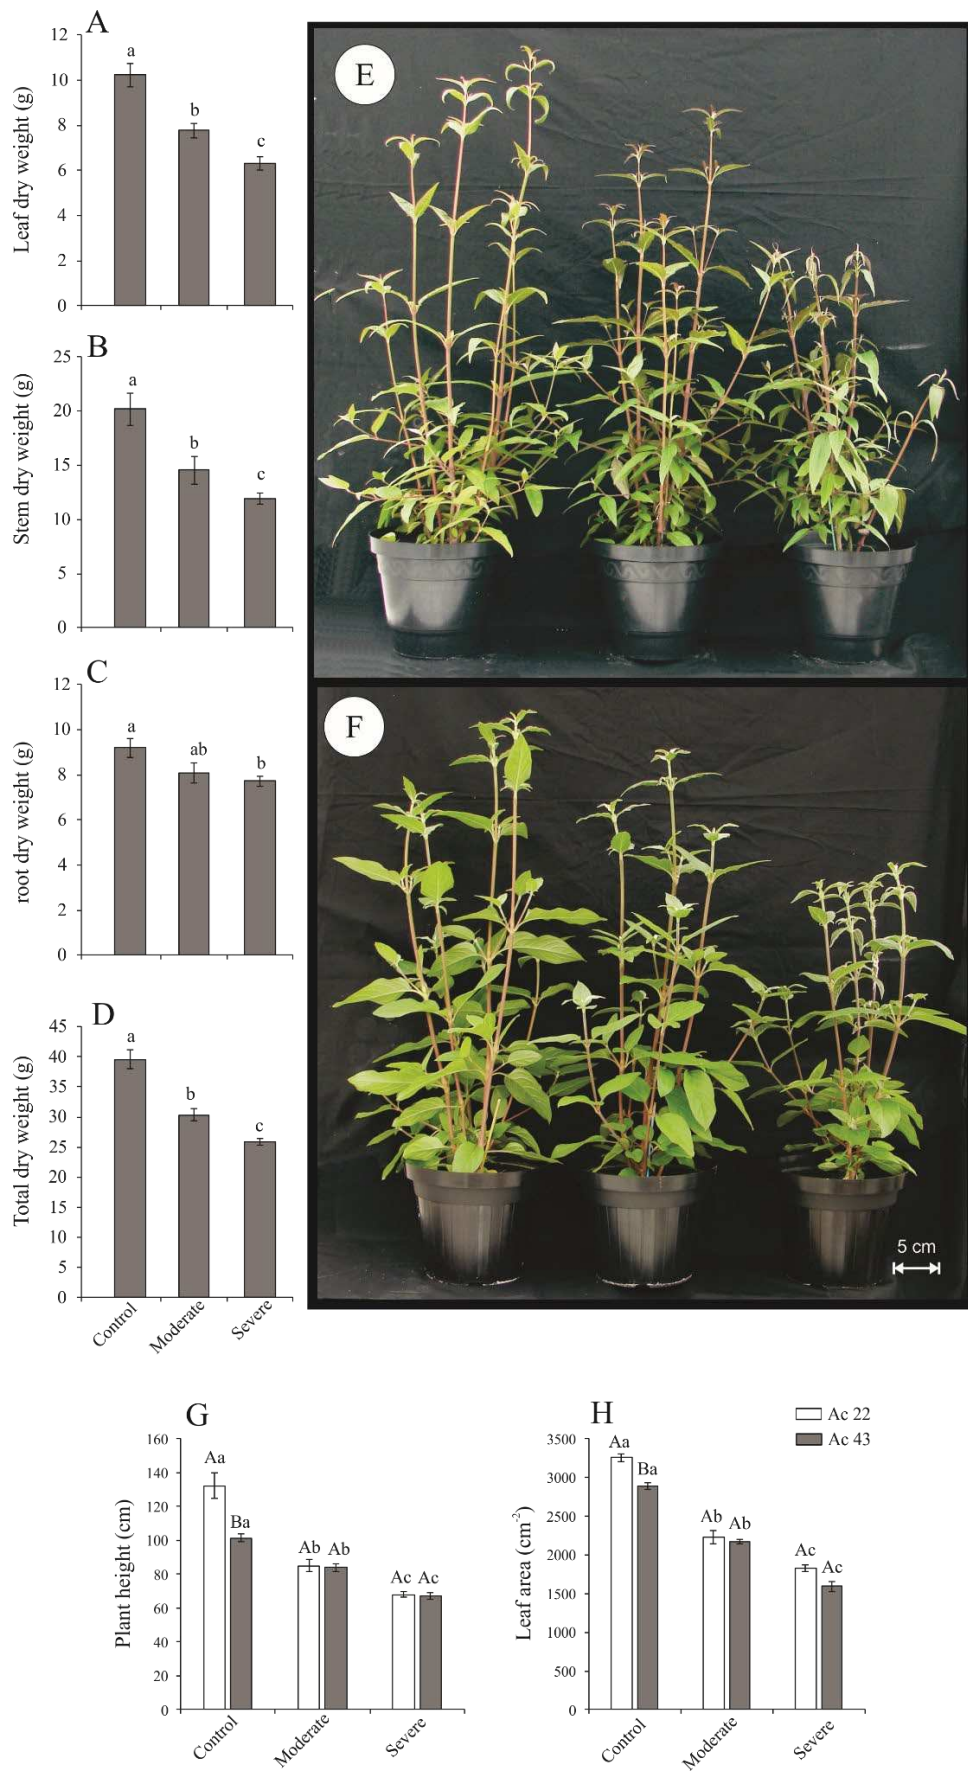 A
Leaf dry weight (g)
12
10
8
6
4
2
0
a
b
c
B
Stem dry weight (g)
25
20
15
10
5
0
a
b
c
C
root dry weight (g)
12
10
8
6
4
2
0
a
ab
b
D
Total dry weight (g)
45
40
35
30
25
20
15
10
5
0
a
b
c
Control
Moderate
Severe
E
F
5 cm
G
Plant height (cm)
160
140
120
100
80
60
40
20
0
Aa
Ba
Ab Ab
Ac Ac
Control
Moderate
Severe
H
Leaf area (cm⁻²)
3500
3000
2500
2000
1500
1000
500
0
Aa
Ba
Ab Ab
Ac
Ac
Control
Moderate
Severe
Ac 22
Ac 43